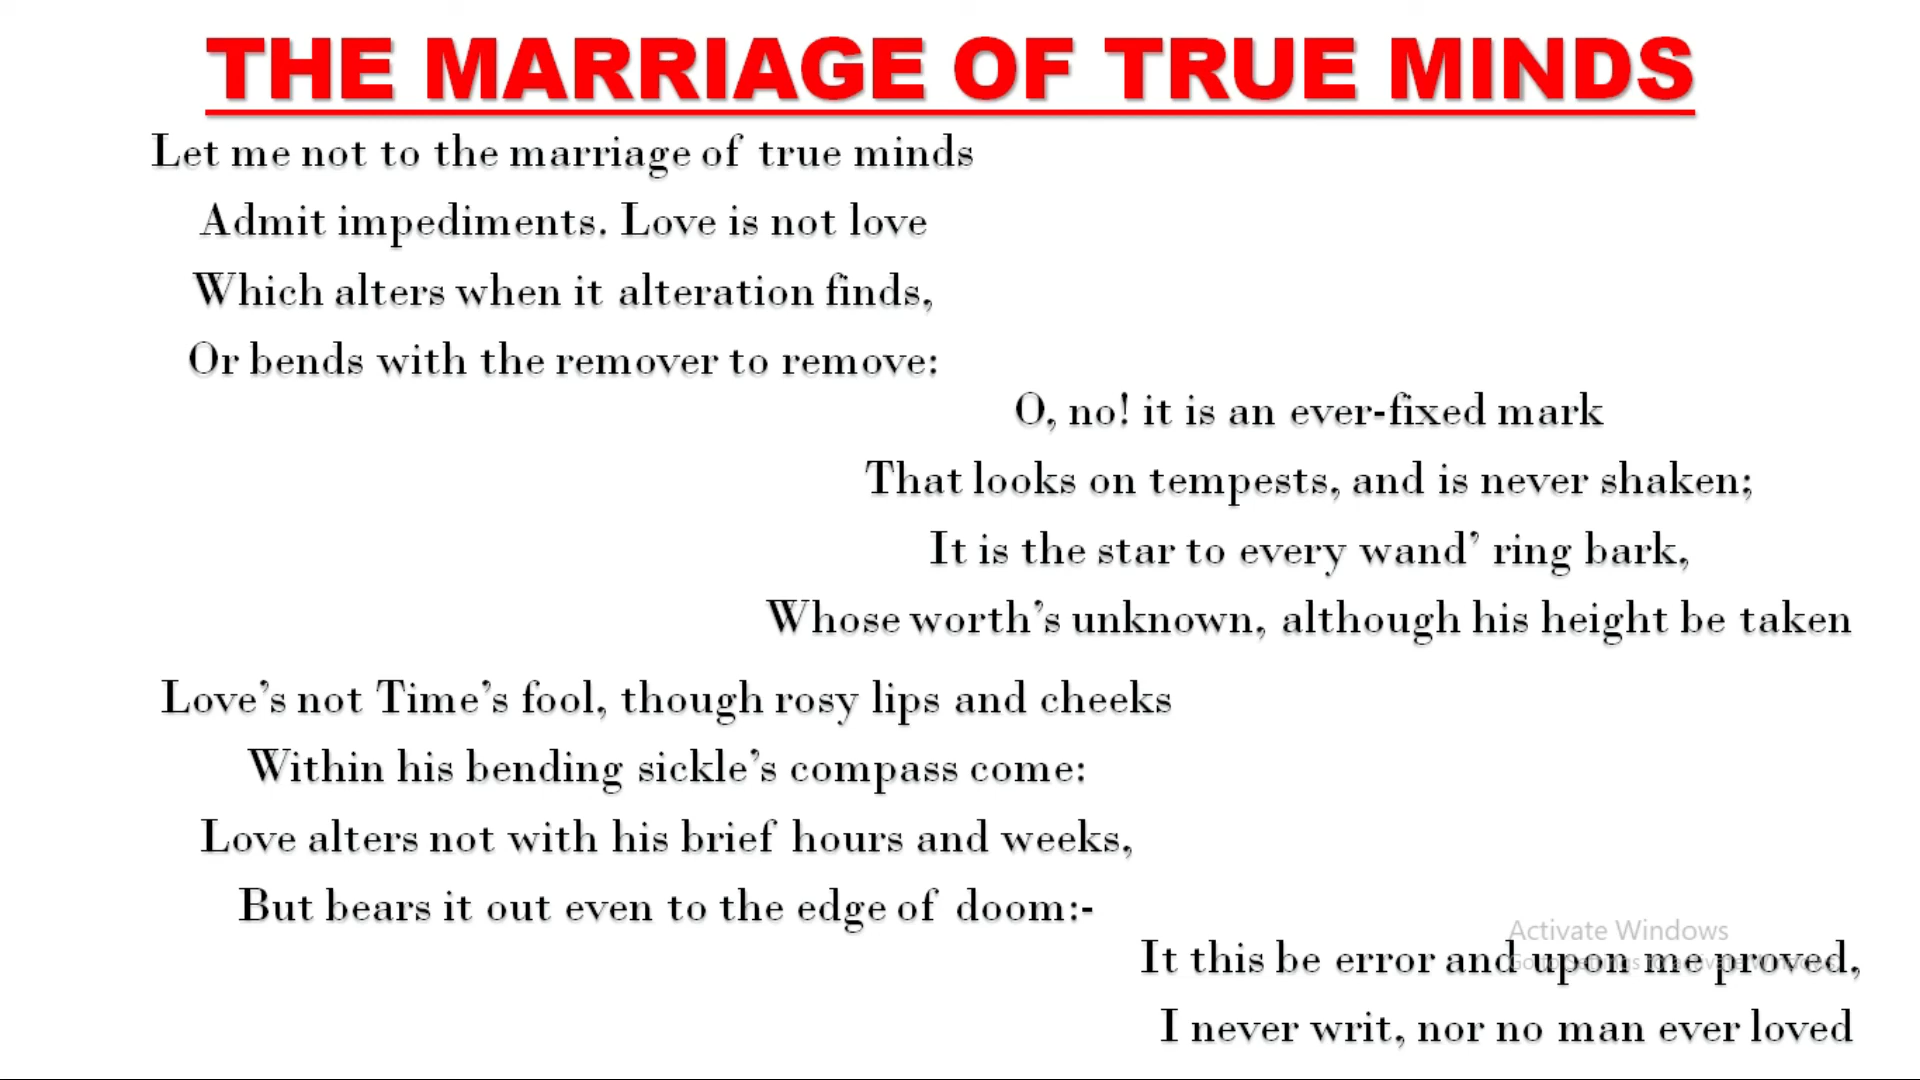 THE MARRIAGE OF TRUE MINDS
Let me not to the marriage of true minds
Admit impediments. Love is not love
Which alters when it alteration finds,
Or bends with the remover to remove:
O, no! it is an ever-fixed mark
That looks on tempests, and is never shaken;
It is the star to every wand’ ring bark,
Whose worth’s unknown, although his height be taken
Love’s not Time’s fool, though rosy lips and cheeks
Within his bending sickle’s compass come:
Love alters not with his brief hours and weeks,
But bears it out even to the edge of doom:-
Activate Windows
Go to Settings to activate Windows.
It this be error and upon me proved,
I never writ, nor no man ever loved